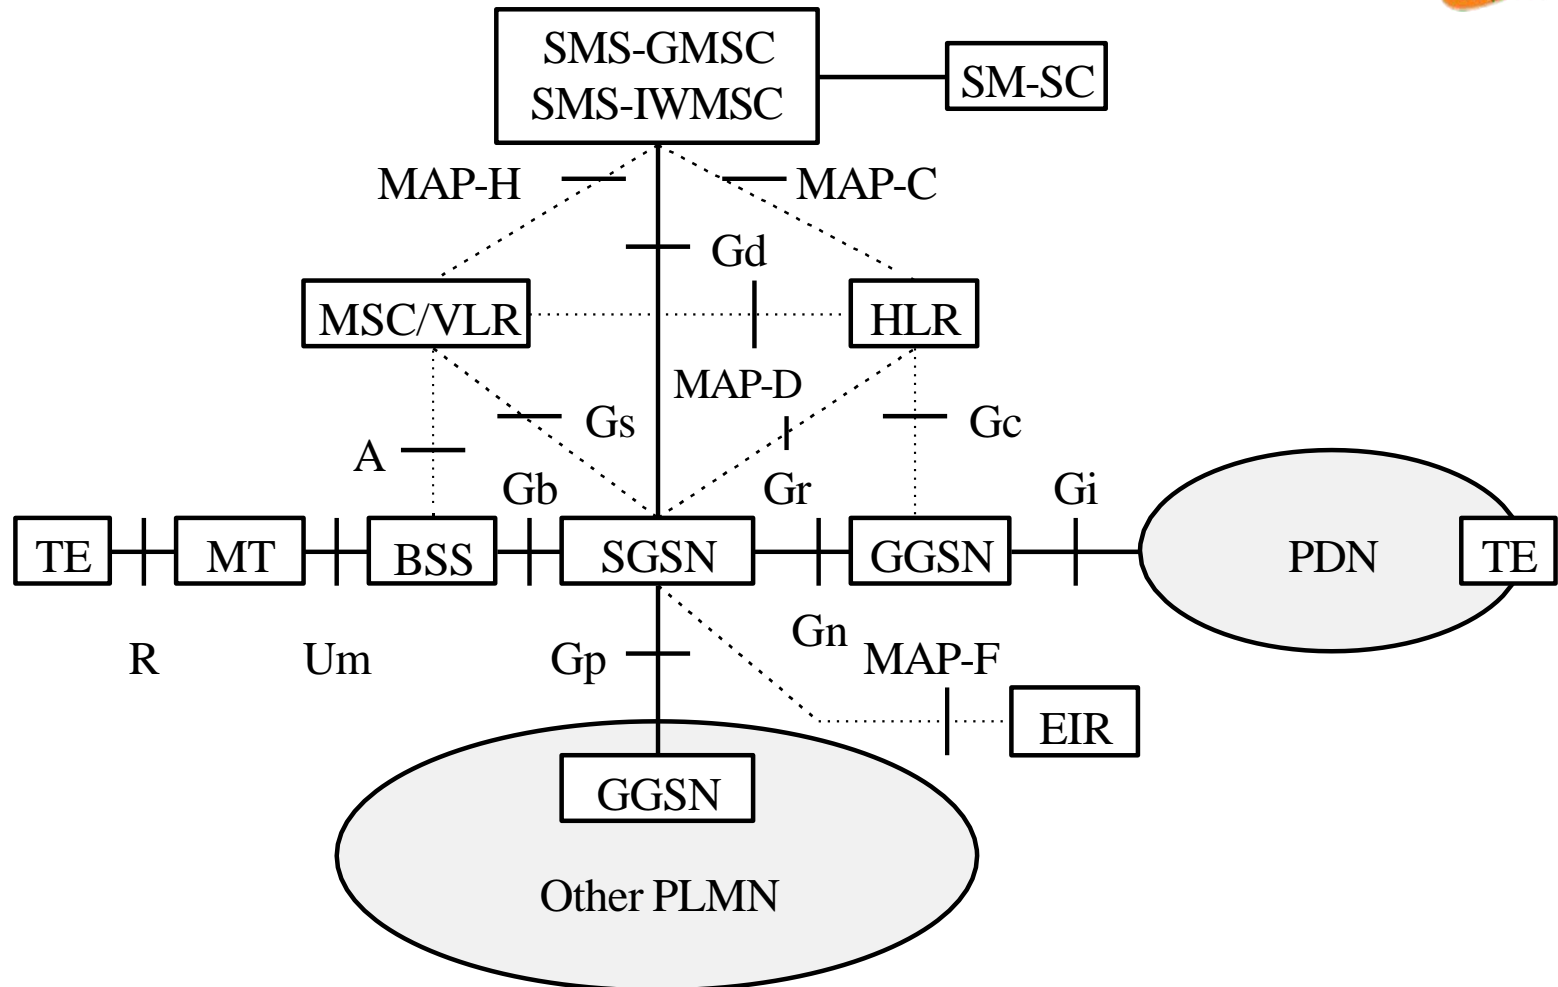 SMS-GMSC
SMS-IWMSC
SM-SC
MAP-H
MAP-C
Gd
MSC/VLR
HLR
MAP-D
Gs
Gc
A
Gb
Gr
Gi
TE
MT
BSS
SGSN
GGSN
PDN
TE
R
Um
Gp
Gn
MAP-F
EIR
GGSN
Other PLMN